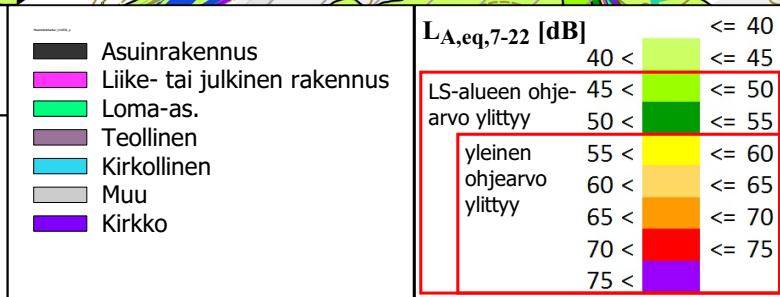 Asuinrakennus
Liike- tai julkinen rakennus
Loma-as.
Teollinen
Kirkollinen
Muu
Kirkko
L_A,eq,7-22 [dB]
<= 40
40 < <= 45
LS-alueen ohje- 45 < <= 50
arvo ylittyy 50 < <= 55
yleinen 55 < <= 60
ohjearvo 60 < <= 65
ylittyy 65 < <= 70
70 < <= 75
75 <